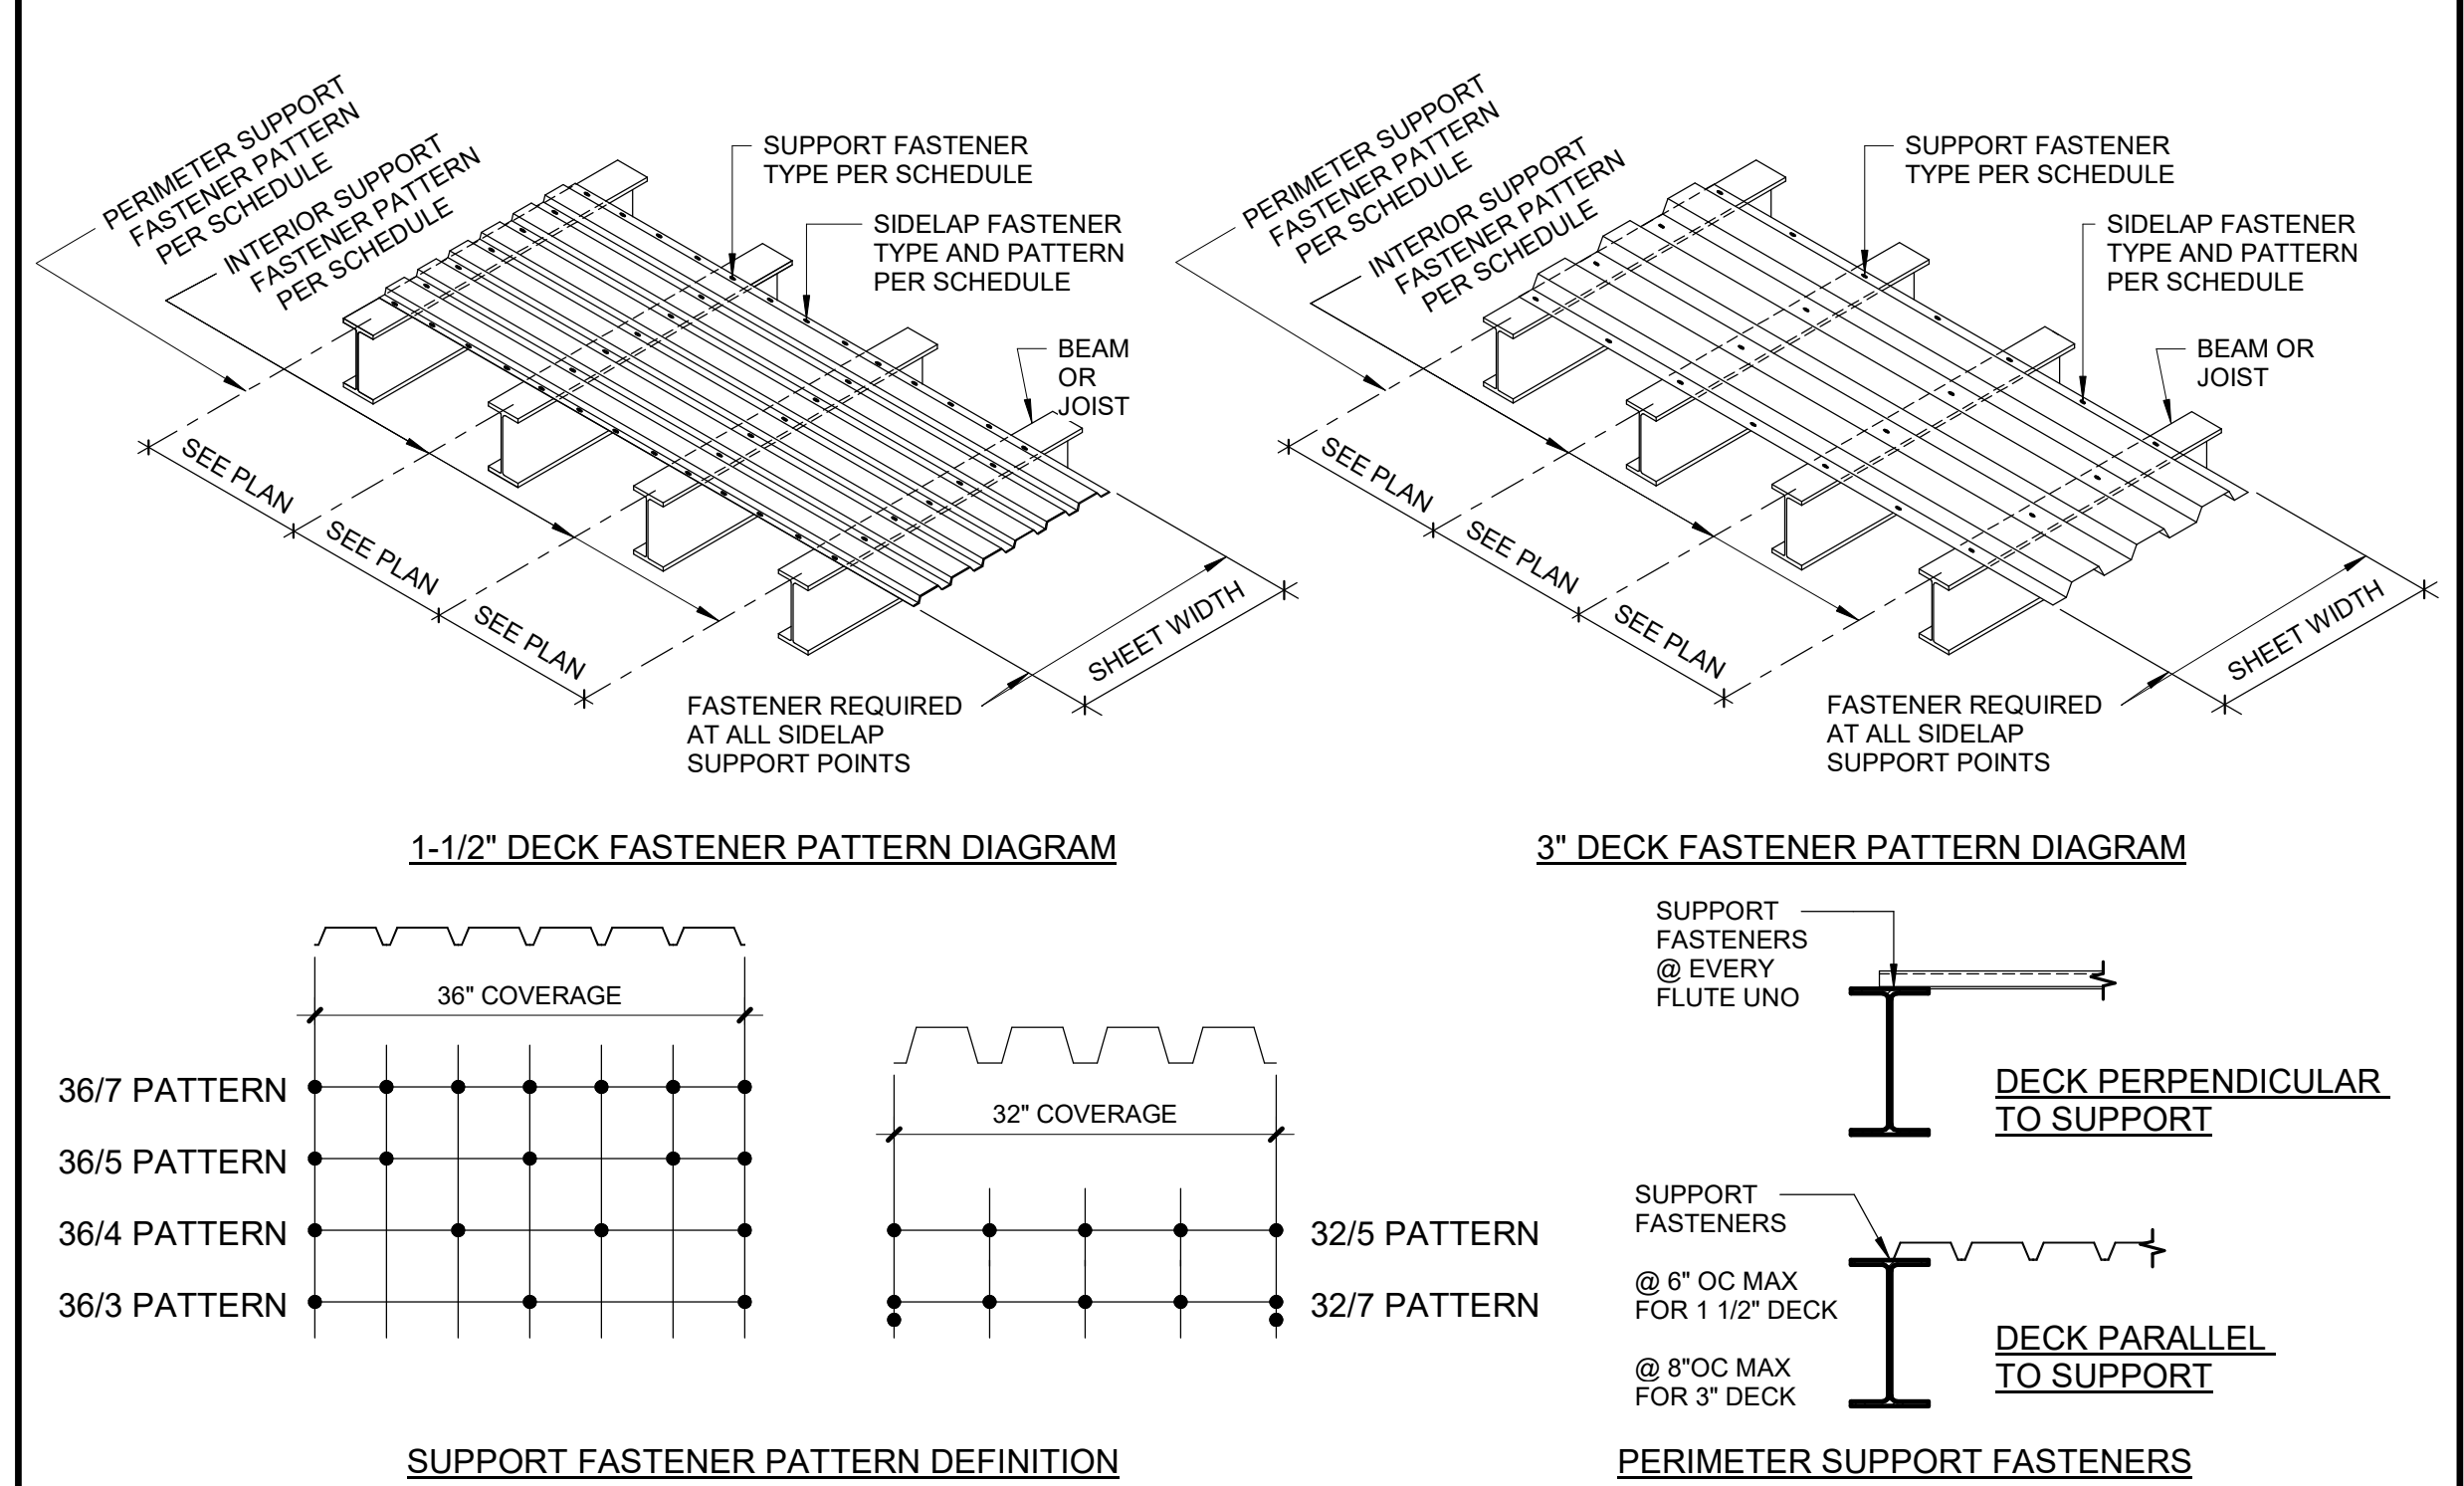 PERIMETER SUPPORT
FASTENER PATTERN
PER SCHEDULE
INTERIOR SUPPORT
FASTENER PATTERN
PER SCHEDULE
SUPPORT FASTENER
TYPE PER SCHEDULE
SIDELAP FASTENER
TYPE AND PATTERN
PER SCHEDULE
BEAM
OR
JOIST
SEE PLAN
SEE PLAN
SEE PLAN
SHEET WIDTH
FASTENER REQUIRED
AT ALL SIDELAP
SUPPORT POINTS
1-1/2" DECK FASTENER PATTERN DIAGRAM
PERIMETER SUPPORT
FASTENER PATTERN
PER SCHEDULE
INTERIOR SUPPORT
FASTENER PATTERN
PER SCHEDULE
SUPPORT FASTENER
TYPE PER SCHEDULE
SIDELAP FASTENER
TYPE AND PATTERN
PER SCHEDULE
BEAM OR
JOIST
SEE PLAN
SEE PLAN
SEE PLAN
SHEET WIDTH
FASTENER REQUIRED
AT ALL SIDELAP
SUPPORT POINTS
3" DECK FASTENER PATTERN DIAGRAM
36" COVERAGE
36/7 PATTERN
36/5 PATTERN
36/4 PATTERN
36/3 PATTERN
32" COVERAGE
32/5 PATTERN
32/7 PATTERN
SUPPORT FASTENER PATTERN DEFINITION
SUPPORT
FASTENERS
@ EVERY
FLUTE UNO
DECK PERPENDICULAR
TO SUPPORT
SUPPORT
FASTENERS
@ 6" OC MAX
FOR 1 1/2" DECK
@ 8"OC MAX
FOR 3" DECK
DECK PARALLEL
TO SUPPORT
PERIMETER SUPPORT FASTENERS